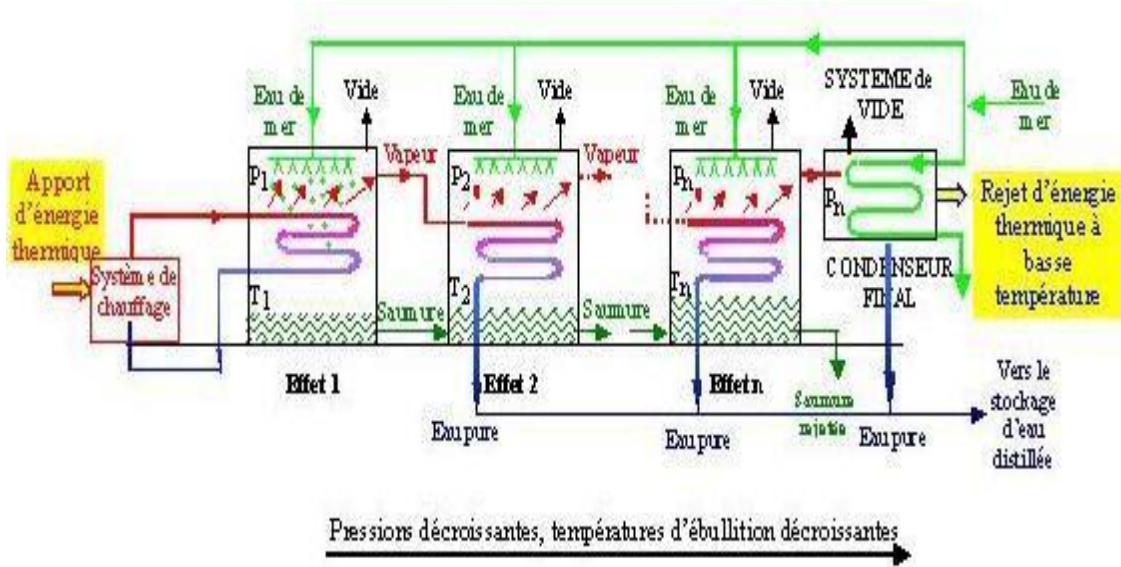 SYSTEME de
VIDE
Eau de
mer
Vide
Eau de
mer
Vide
Eau de
mer
Vide
Eau de
mer
Apport
d'énergie
thermique
P1
Vapeur
P2
Vapeur
Pn
Pn
Rejet d'énergie
thermique à
basse
température
Système de
chauffage
T1
T2
Tn
CONDENSEUR
FINAL
Saumure
Saumure
Effet 1
Effet 2
Effet n
Saumure
rejetée
Eau pure
Eau pure
Eau pure
Vers le
stockage
d'eau
distillée
Pressions décroissantes, températures d'ébullition décroissantes